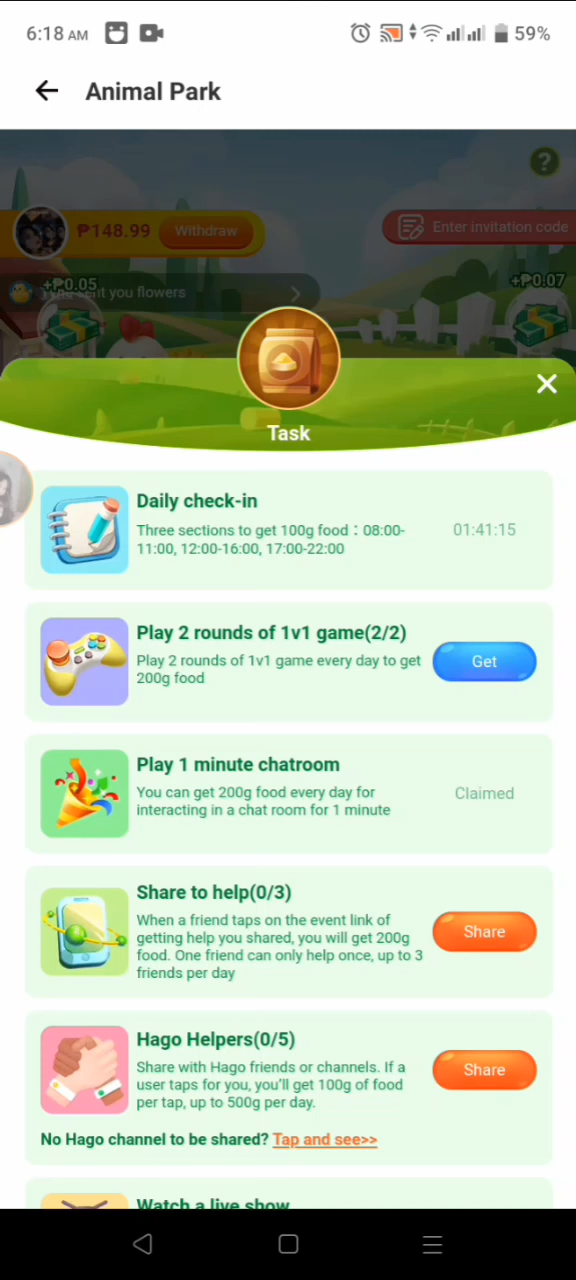 6:18 AM
59%
Animal Park
?
₱148.99
Withdraw
Enter invitation code
+₱0.05
sent you flowers
+₱0.07
Task
Daily check-in
Three sections to get 100g food：08:00-
11:00, 12:00-16:00, 17:00-22:00
01:41:15
Play 2 rounds of 1v1 game(2/2)
Play 2 rounds of 1v1 game every day to get
200g food
Get
Play 1 minute chatroom
You can get 200g food every day for
interacting in a chat room for 1 minute
Claimed
Share to help(0/3)
When a friend taps on the event link of
getting help you shared, you will get 200g
food. One friend can only help once, up to 3
friends per day
Share
Hago Helpers(0/5)
Share with Hago friends or channels. If a
user taps for you, you'll get 100g of food
per tap, up to 500g per day.
Share
No Hago channel to be shared? Tap and see>>
Watch a live show